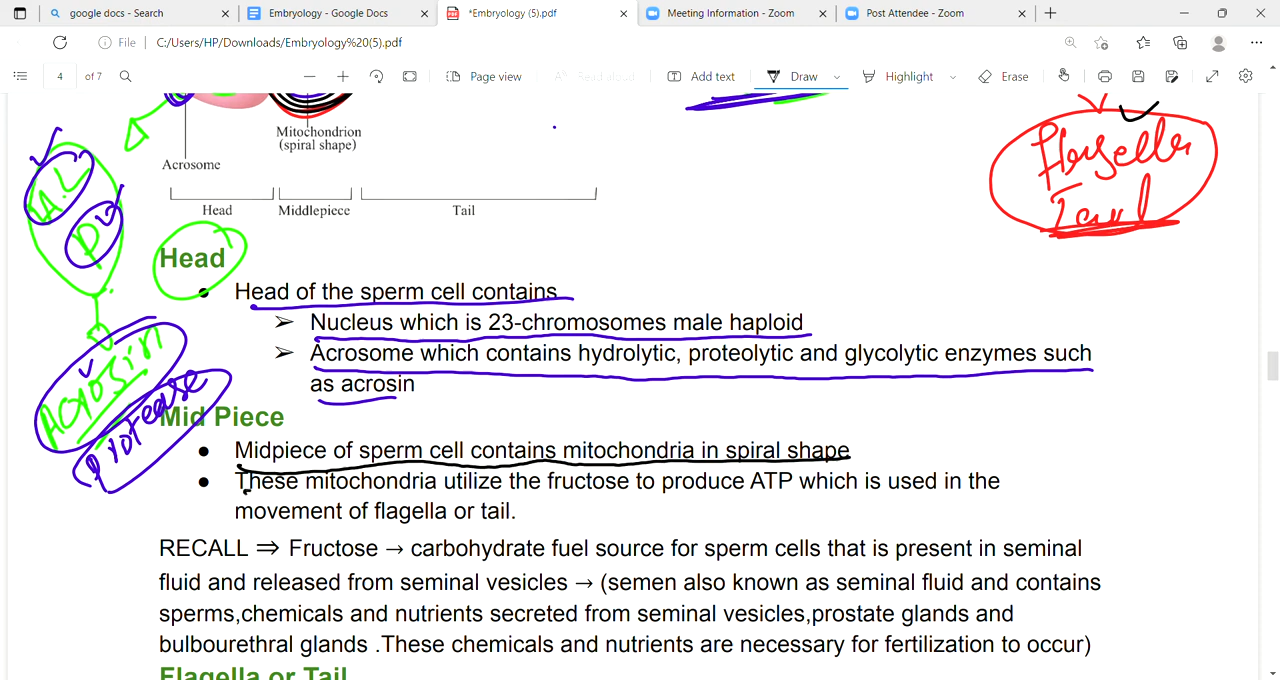 google docs - Search
Embryology - Google Docs
*Embryology (5).pdf
Meeting Information - Zoom
Post Attendee - Zoom
File
C:/Users/HP/Downloads/Embryology%20(5).pdf
4 of 7
Page view
Read aloud
Add text
Draw
Highlight
Erase
Mitochondrion
(spiral shape)
Acrosome
Head
Middlepiece
Tail
Flagella
A.L
P
Head
● Head of the sperm cell contains
➢ Nucleus which is 23-chromosomes male haploid
➢ Acrosome which contains hydrolytic, proteolytic and glycolytic enzymes such
as acrosin
Acrosin
Protease
Mid Piece
● Midpiece of sperm cell contains mitochondria in spiral shape
● These mitochondria utilize the fructose to produce ATP which is used in the
movement of flagella or tail.
RECALL ⇒ Fructose → carbohydrate fuel source for sperm cells that is present in seminal
fluid and released from seminal vesicles → (semen also known as seminal fluid and contains
sperms,chemicals and nutrients secreted from seminal vesicles,prostate glands and
bulbourethral glands .These chemicals and nutrients are necessary for fertilization to occur)
Flagella or Tail